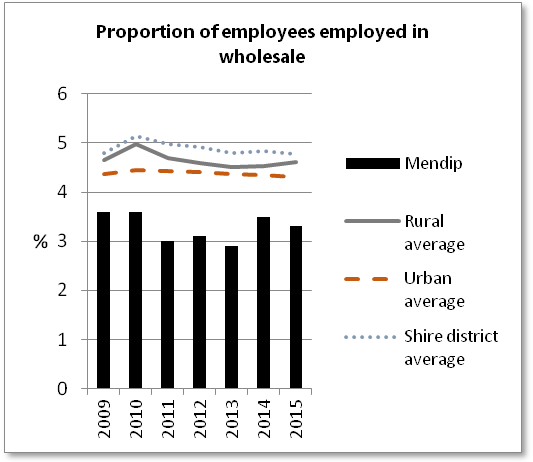 Proportion of employees employed in
wholesale
6
5
4
3
2
1
0
%
2009
2010
2011
2012
2013
2014
2015
Mendip
Rural
average
Urban
average
Shire district
average